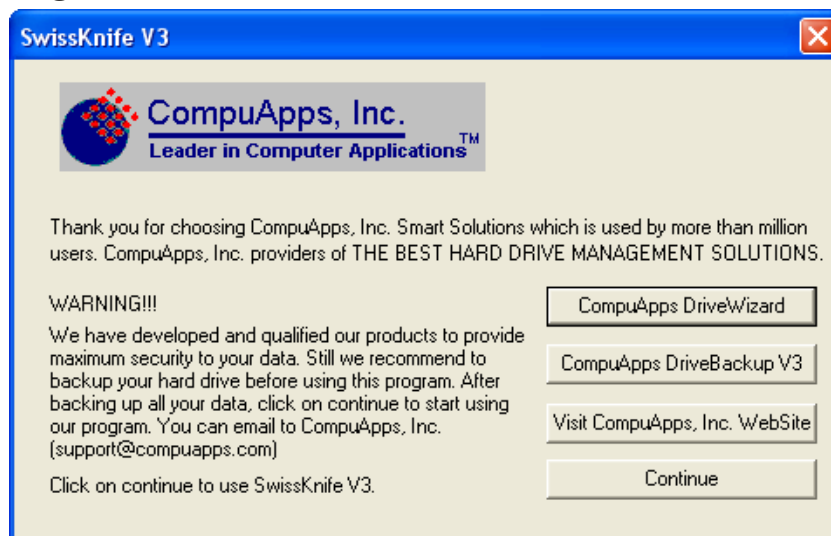 SwissKnife V3
CompuApps, Inc.
Leader in Computer Applications™
Thank you for choosing CompuApps, Inc. Smart Solutions which is used by more than million
users. CompuApps, Inc. providers of THE BEST HARD DRIVE MANAGEMENT SOLUTIONS.
WARNING!!!
We have developed and qualified our products to provide
maximum security to your data. Still we recommend to
backup your hard drive before using this program. After
backing up all your data, click on continue to start using
our program. You can email to CompuApps, Inc.
(support@compuapps.com)
Click on continue to use SwissKnife V3.
CompuApps DriveWizard
CompuApps DriveBackup V3
Visit CompuApps, Inc. WebSite
Continue